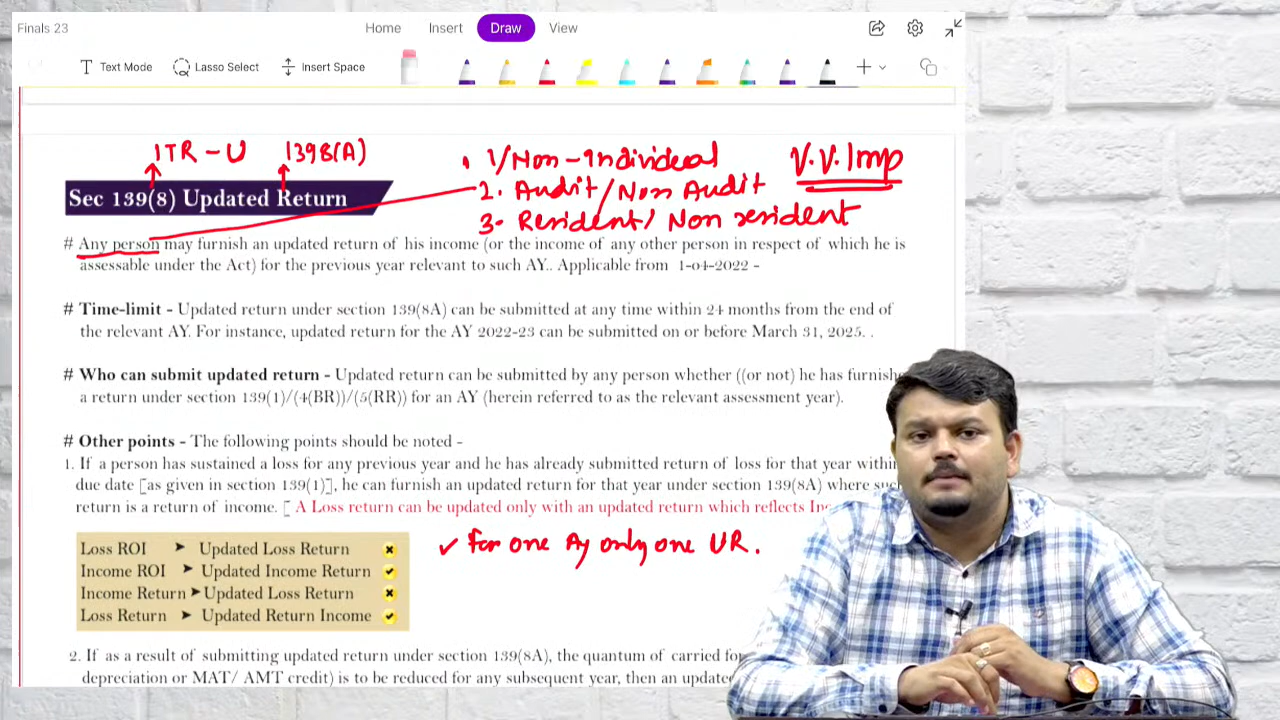 Finals 23
Home Insert Draw View
Text Mode Lasso Select Insert Space
ITR - U 1398(A)
1/Non-Individual V.V.Imp
Sec 139(8) Updated Return
2. Audit/Non Audit
3- Resident/ Non resident
# Any person may furnish an updated return of his income (or the income of any other person in respect of which he is
assessable under the Act) for the previous year relevant to such AY.. Applicable from 1-04-2022 -
# Time-limit - Updated return under section 139(8A) can be submitted at any time within 24 months from the end of
the relevant AY. For instance, updated return for the AY 2022-23 can be submitted on or before March 31, 2025. .
# Who can submit updated return - Updated return can be submitted by any person whether ((or not) he has furnish
a return under section 139(1)/(4(BR))/(5(RR)) for an AY (herein referred to as the relevant assessment year).
# Other points - The following points should be noted -
1. If a person has sustained a loss for any previous year and he has already submitted return of loss for that year within
due date [as given in section 139(1)], he can furnish an updated return for that year under section 139(8A) where suc
return is a return of income. [ A Loss return can be updated only with an updated return which reflects In
✓ For one Ay only one UR.
Loss ROI ➤ Updated Loss Return ✖
Income ROI ➤ Updated Income Return ✔
Income Return ➤ Updated Loss Return ✖
Loss Return ➤ Updated Return Income ✔
2. If as a result of submitting updated return under section 139(8A), the quantum of carried for
depreciation or MAT/ AMT credit) is to be reduced for any subsequent year, then an updated